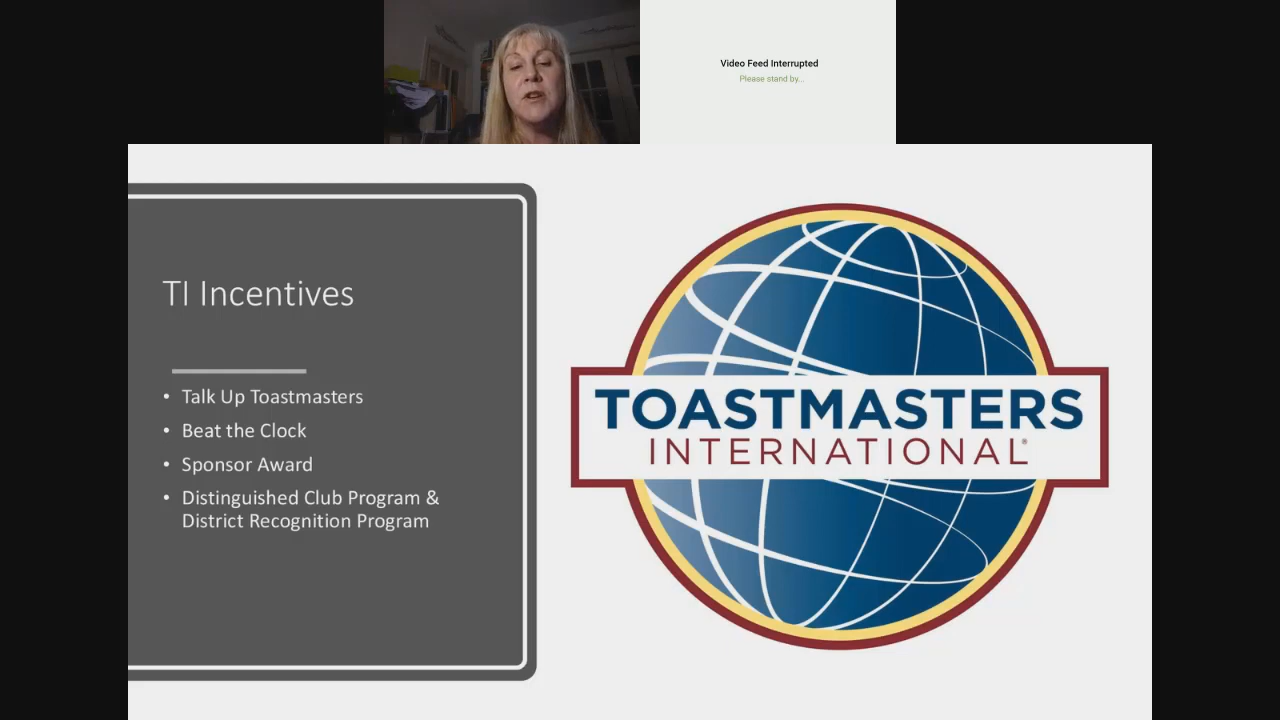 Video Feed Interrupted
Please stand by...
TI Incentives
• Talk Up Toastmasters
• Beat the Clock
• Sponsor Award
• Distinguished Club Program &
District Recognition Program
TOASTMASTERS
INTERNATIONAL®